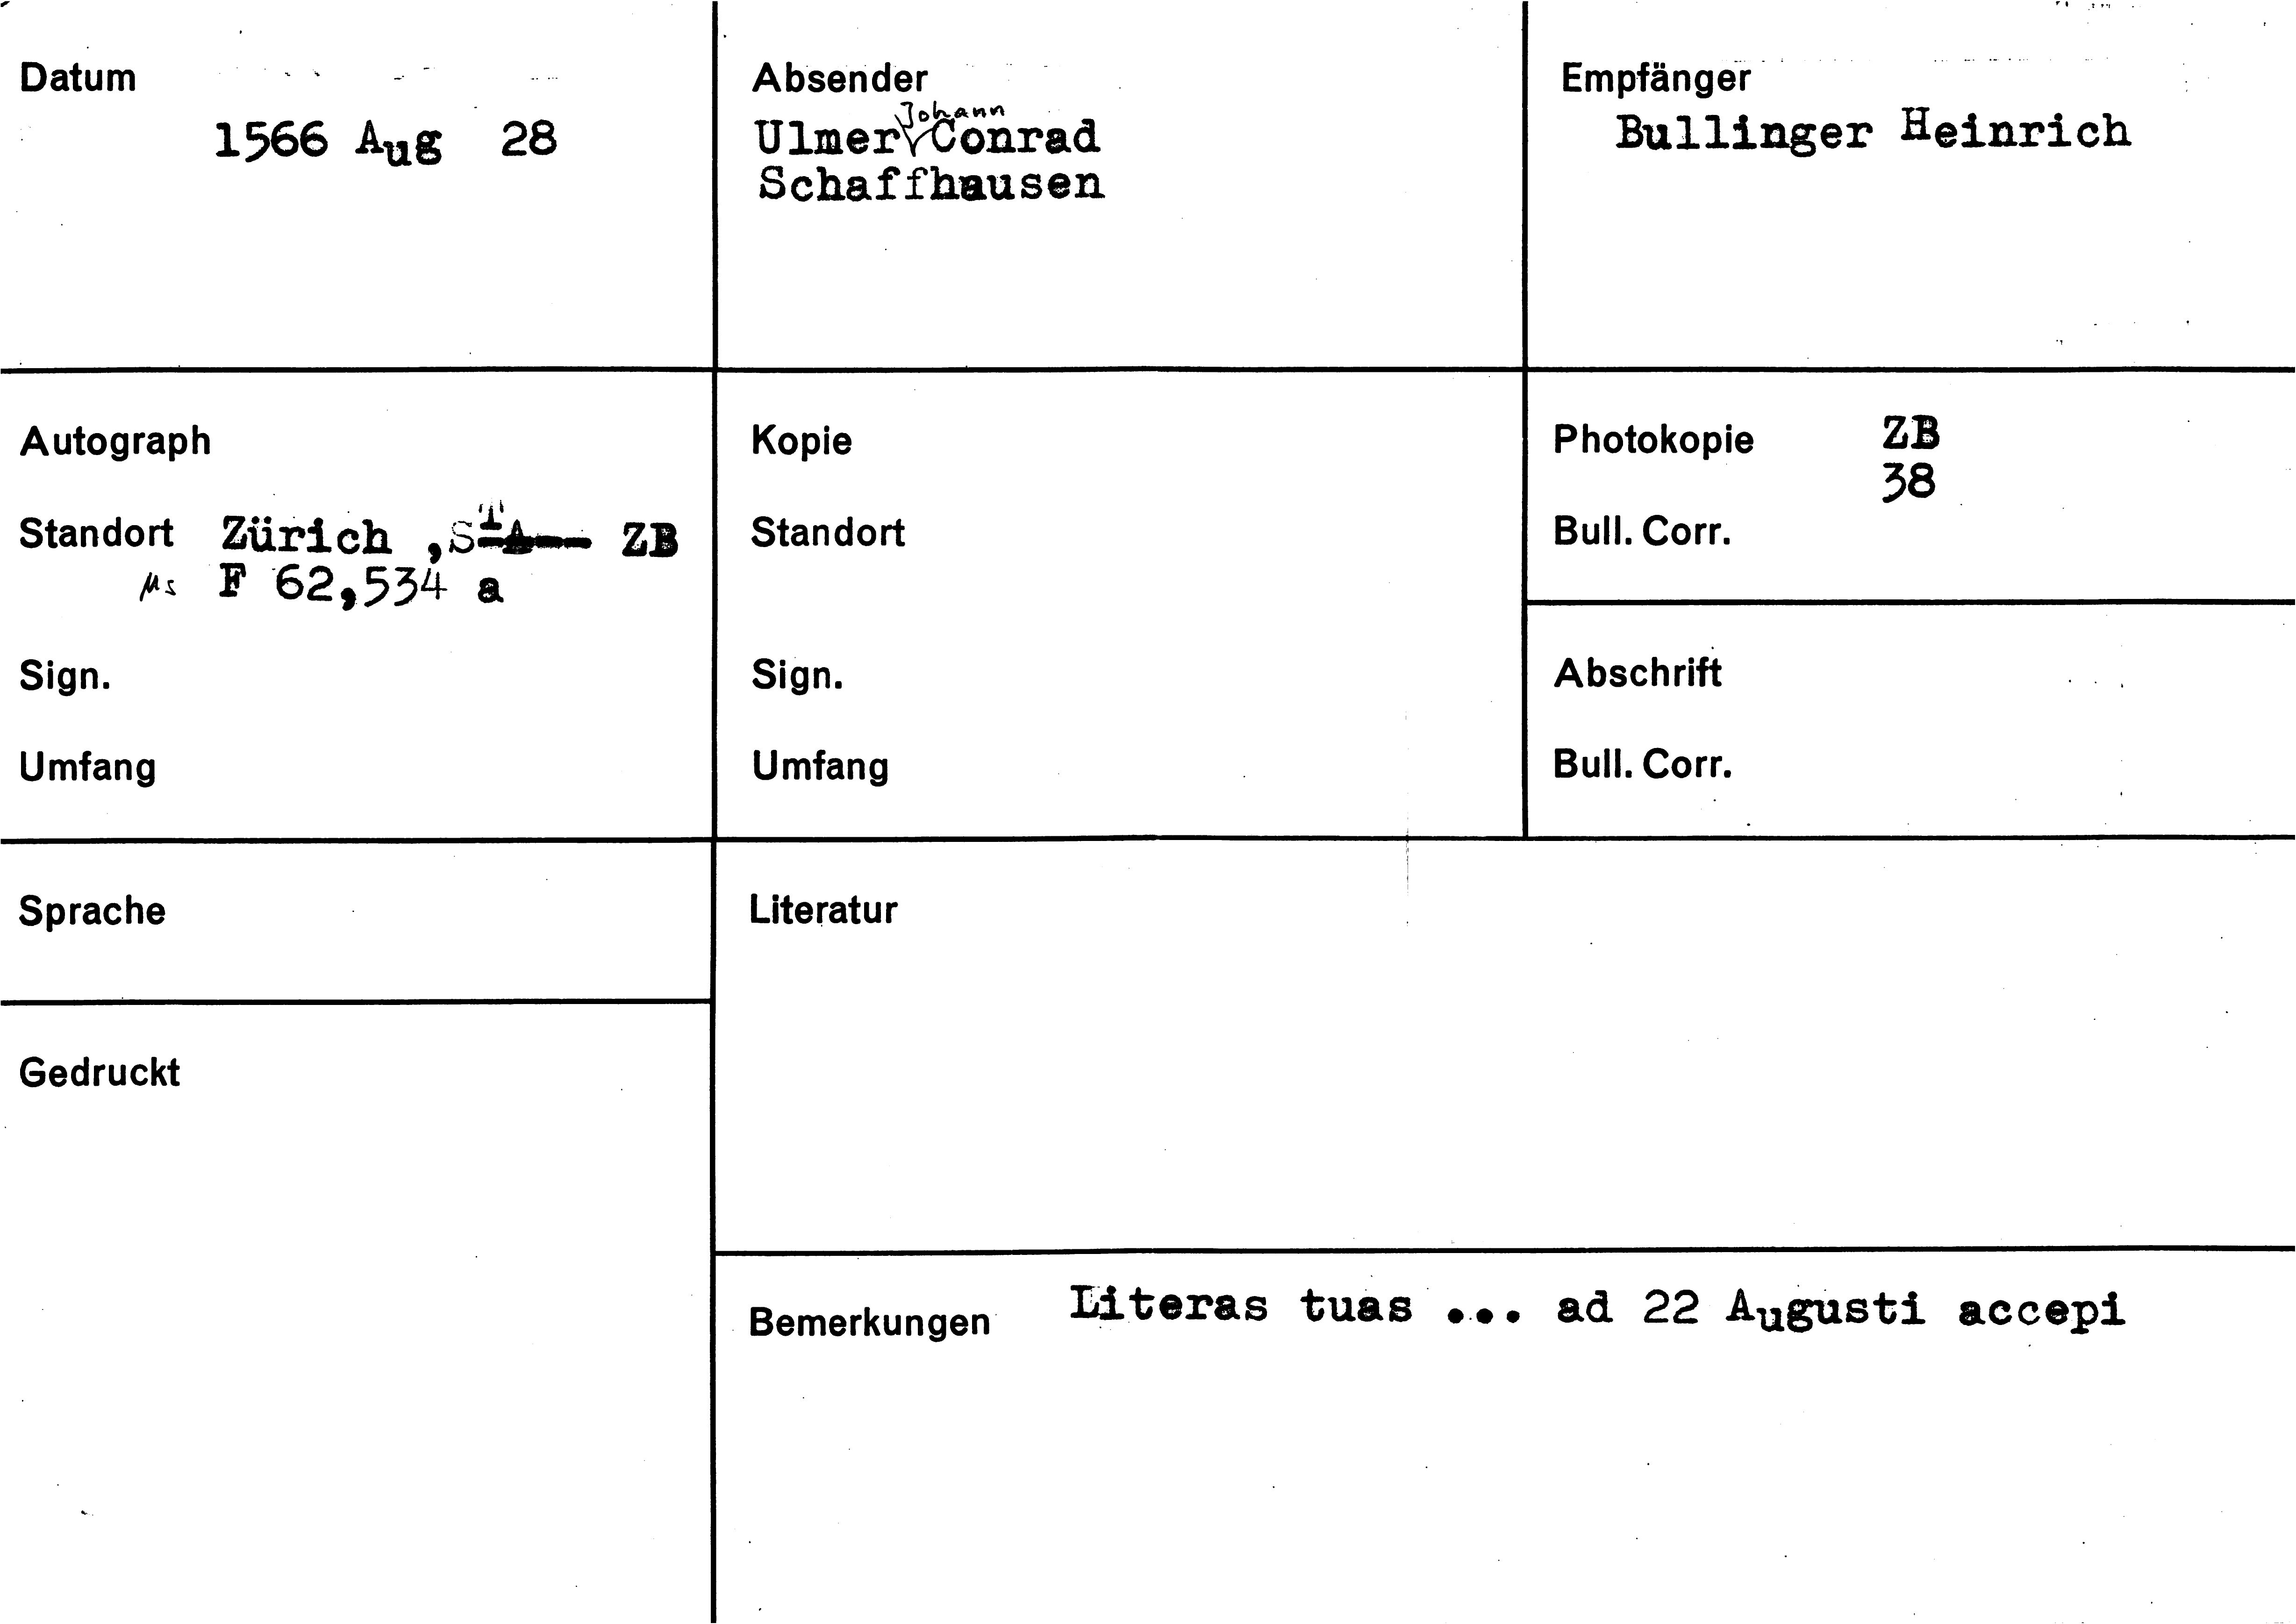 Datum
1566 Aug 28
Absender
Johann
Ulmer Conrad
Schaffhausen
Empfänger
Bullinger Heinrich
Autograph
Standort Zürich ,STA ZB
Ms F 62,534 a
Sign.
Umfang
Kopie
Standort
Sign.
Umfang
Photokopie ZB
38
Bull. Corr.
Abschrift
Bull. Corr.
Sprache
Gedruckt
Literatur
Bemerkungen Literas tuas ... ad 22 Augusti accepi